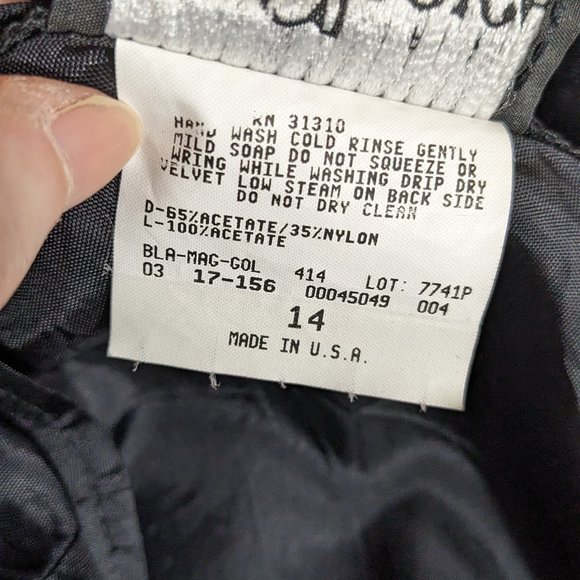 RN 31310
HAND WASH COLD RINSE GENTLY
MILD SOAP DO NOT SQUEEZE OR
WRING WHILE WASHING DRIP DRY
VELVET LOW STEAM ON BACK SIDE
DO NOT DRY CLEAN
D-65%ACETATE/35%NYLON
L-100%ACETATE
BLA-MAG-GOL 414 LOT: 7741P
03 17-156 00045049 004
14
MADE IN U.S.A.